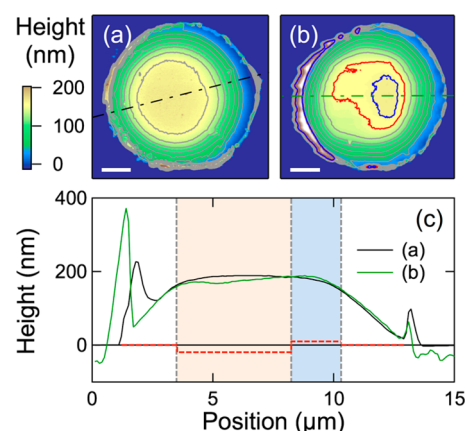 Height
(nm)
200
100
0
(a)
(b)
400
200
0
Height (nm)
(c)
(a)
(b)
0
5
10
15
Position (μm)